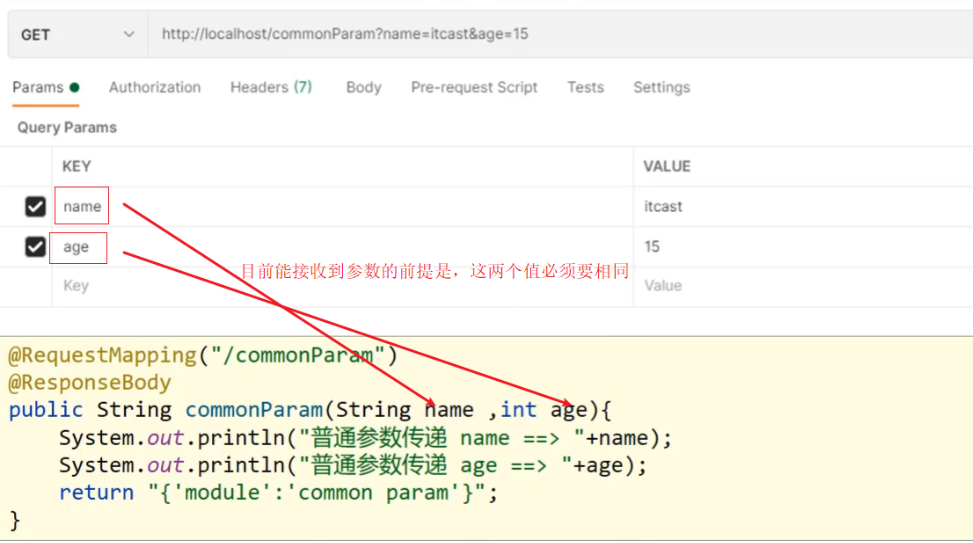 GET http://localhost/commonParam?name=itcast&age=15
Params Authorization Headers (7) Body Pre-request Script Tests Settings
Query Params
KEY VALUE
name itcast
age 15
目前能接收到参数的前提是，这两个值必须要相同
Key Value
@RequestMapping("/commonParam")
@ResponseBody
public String commonParam(String name ,int age){
    System.out.println("普通参数传递 name ==> "+name);
    System.out.println("普通参数传递 age ==> "+age);
    return "{'module':'common param'}";
}